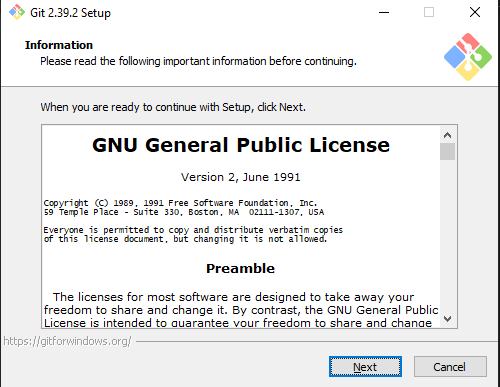 Git 2.39.2 Setup
Information
Please read the following important information before continuing.
When you are ready to continue with Setup, click Next.
GNU General Public License
Version 2, June 1991
Copyright (C) 1989, 1991 Free Software Foundation, Inc.
59 Temple Place - Suite 330, Boston, MA  02111-1307, USA
Everyone is permitted to copy and distribute verbatim copies
of this license document, but changing it is not allowed.
Preamble
The licenses for most software are designed to take away your
freedom to share and change it. By contrast, the GNU General Public
License is intended to guarantee your freedom to share and change
https://gitforwindows.org/
Next
Cancel